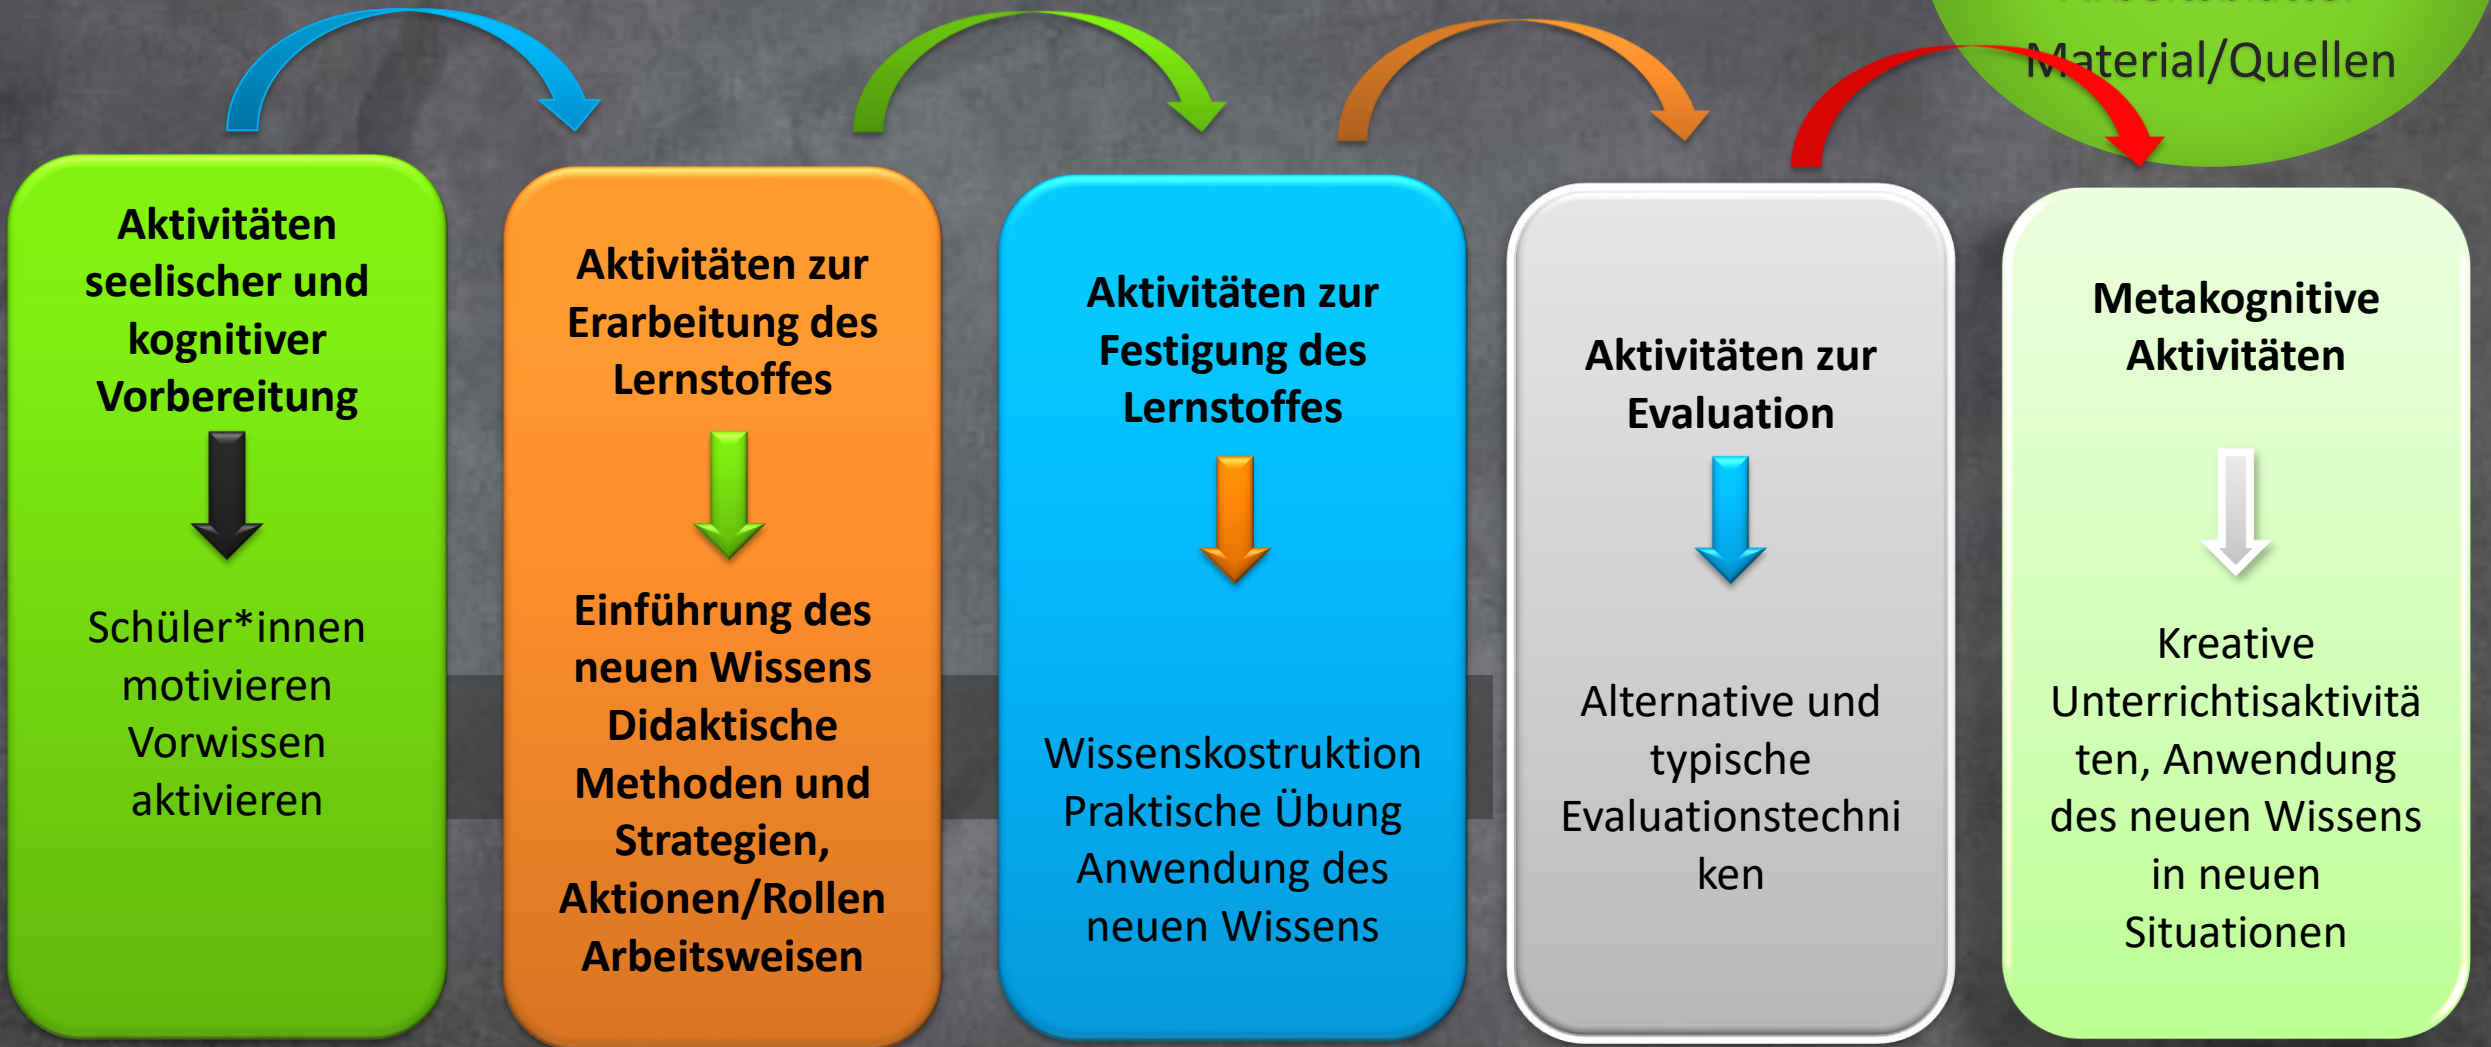 Material/Quellen
Aktivitäten
seelischer und
kognitiver
Vorbereitung
Schüler*innen
motivieren
Vorwissen
aktivieren
Aktivitäten zur
Erarbeitung des
Lernstoffes
Einführung des
neuen Wissens
Didaktische
Methoden und
Strategien,
Aktionen/Rollen
Arbeitsweisen
Aktivitäten zur
Festigung des
Lernstoffes
Wissenskostruktion
Praktische Übung
Anwendung des
neuen Wissens
Aktivitäten zur
Evaluation
Alternative und
typische
Evaluationstechni
ken
Metakognitive
Aktivitäten
Kreative
Unterrichtisaktivitä
ten, Anwendung
des neuen Wissens
in neuen
Situationen